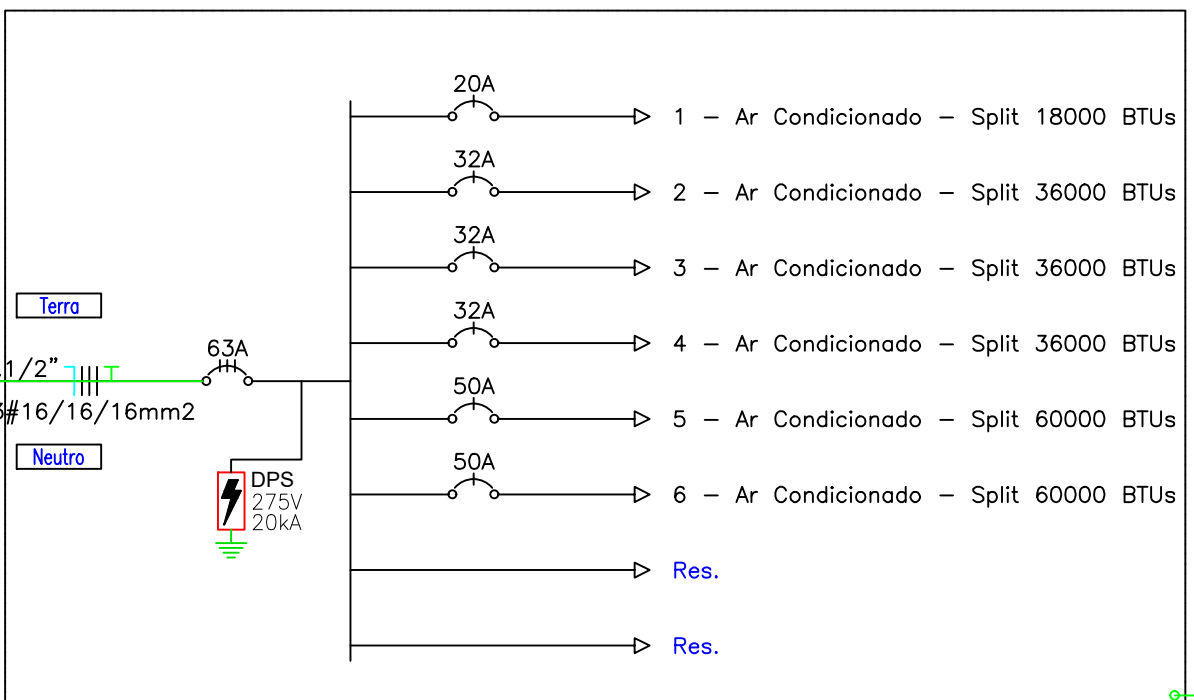 20A
1 – Ar Condicionado – Split 18000 BTUs
32A
2 – Ar Condicionado – Split 36000 BTUs
32A
3 – Ar Condicionado – Split 36000 BTUs
Terra
32A
4 – Ar Condicionado – Split 36000 BTUs
63A
1/2"
#16/16/16mm2
50A
5 – Ar Condicionado – Split 60000 BTUs
Neutro
50A
6 – Ar Condicionado – Split 60000 BTUs
DPS
275V
20kA
Res.
Res.